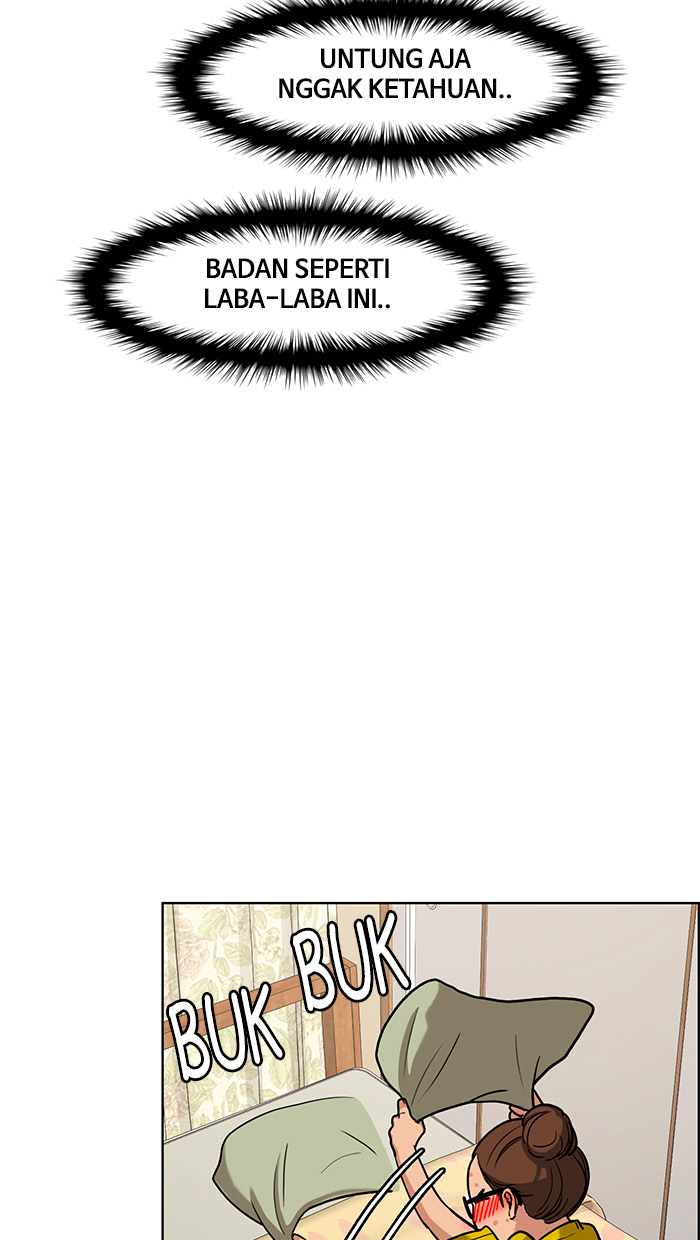 UNTUNG AJA
NGGAK KETAHUAN..
BADAN SEPERTI
LABA-LABA INI..
BUK BUK